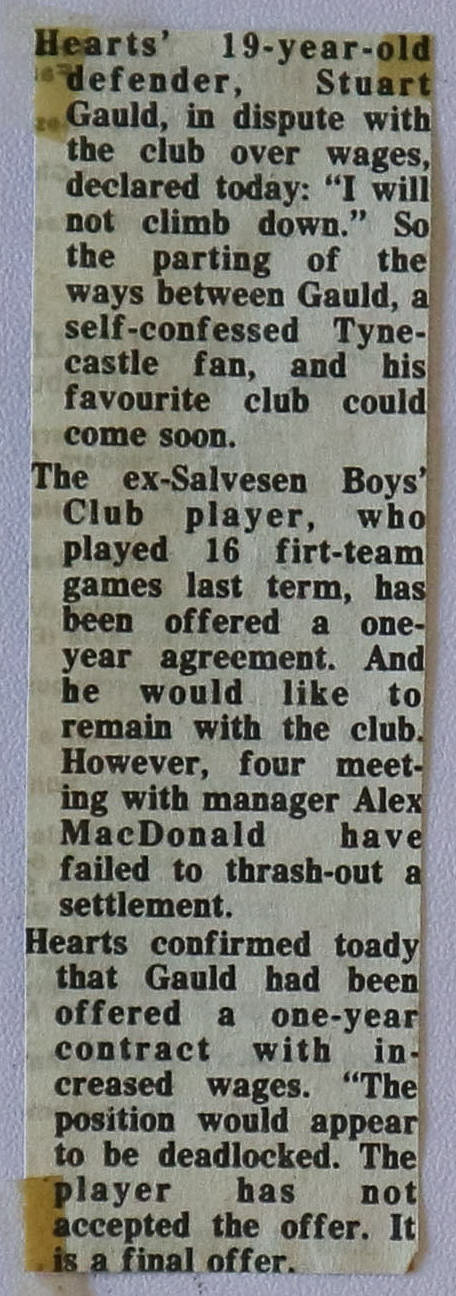 Hearts' 19-year-old
defender, Stuart
Gauld, in dispute with
the club over wages,
declared today: "I will
not climb down." So
the parting of the
ways between Gauld, a
self-confessed Tyne-
castle fan, and his
favourite club could
come soon.
The ex-Salvesen Boys'
Club player, who
played 16 firt-team
games last term, has
been offered a one-
year agreement. And
he would like to
remain with the club.
However, four meet-
ing with manager Alex
MacDonald have
failed to thrash-out a
settlement.
Hearts confirmed toady
that Gauld had been
offered a one-year
contract with in-
creased wages. "The
position would appear
to be deadlocked. The
player has not
accepted the offer. It
is a final offer.